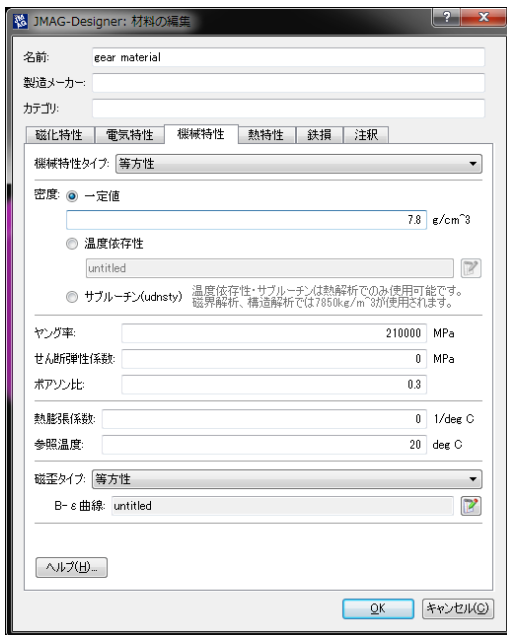 JMAG-Designer: 材料の編集
名前: gear material
製造メーカー:
カテゴリ:
磁化特性 電気特性 機械特性 熱特性 鉄損 注釈
機械特性タイプ: 等方性
密度: 一定値
7.8 g/cm^3
温度依存性
untitled
サブルーチン(udnsty) 温度依存性・サブルーチンは熱解析でのみ使用可能です。
磁界解析、構造解析では7850kg/m^3が使用されます。
ヤング率: 210000 MPa
せん断弾性係数: 0 MPa
ポアソン比: 0.3
熱膨張係数: 0 1/deg C
参照温度: 20 deg C
磁歪タイプ: 等方性
B-ε曲線: untitled
ヘルプ(H)...
OK キャンセル(C)